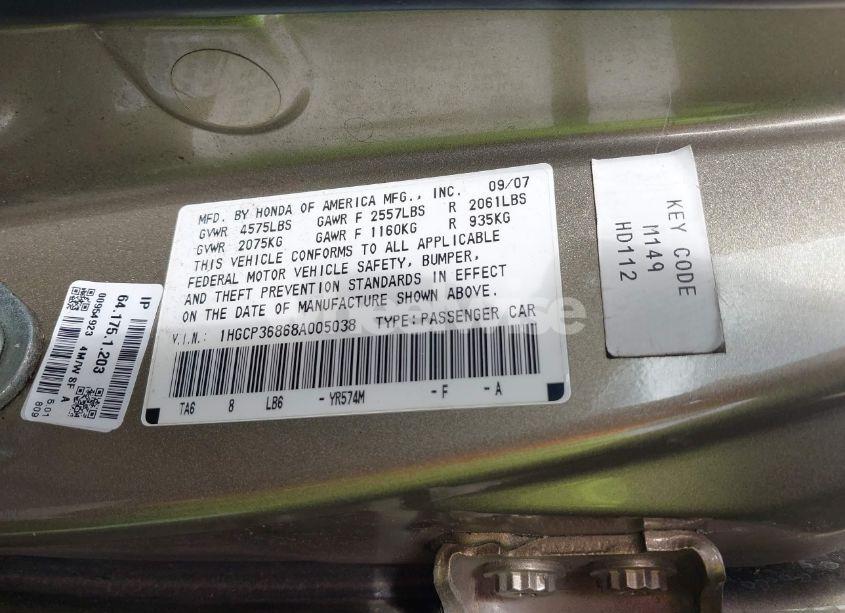 MFD. BY HONDA OF AMERICA MFG., INC. 09/07
GVWR 4575LBS GAWR F 2557LBS R 2061LBS
GVWR 2075KG GAWR F 1160KG R 935KG
THIS VEHICLE CONFORMS TO ALL APPLICABLE
FEDERAL MOTOR VEHICLE SAFETY, BUMPER,
AND THEFT PREVENTION STANDARDS IN EFFECT
ON THE DATE OF MANUFACTURE SHOWN ABOVE.
V.I.N.: 1HGCP36868A005038 TYPE: PASSENGER CAR
TA6 8 LB6 -YR574M -F -A
KEY CODE
M149
HD112
IP
64.175.1.203
00954923 4M/W 8F A